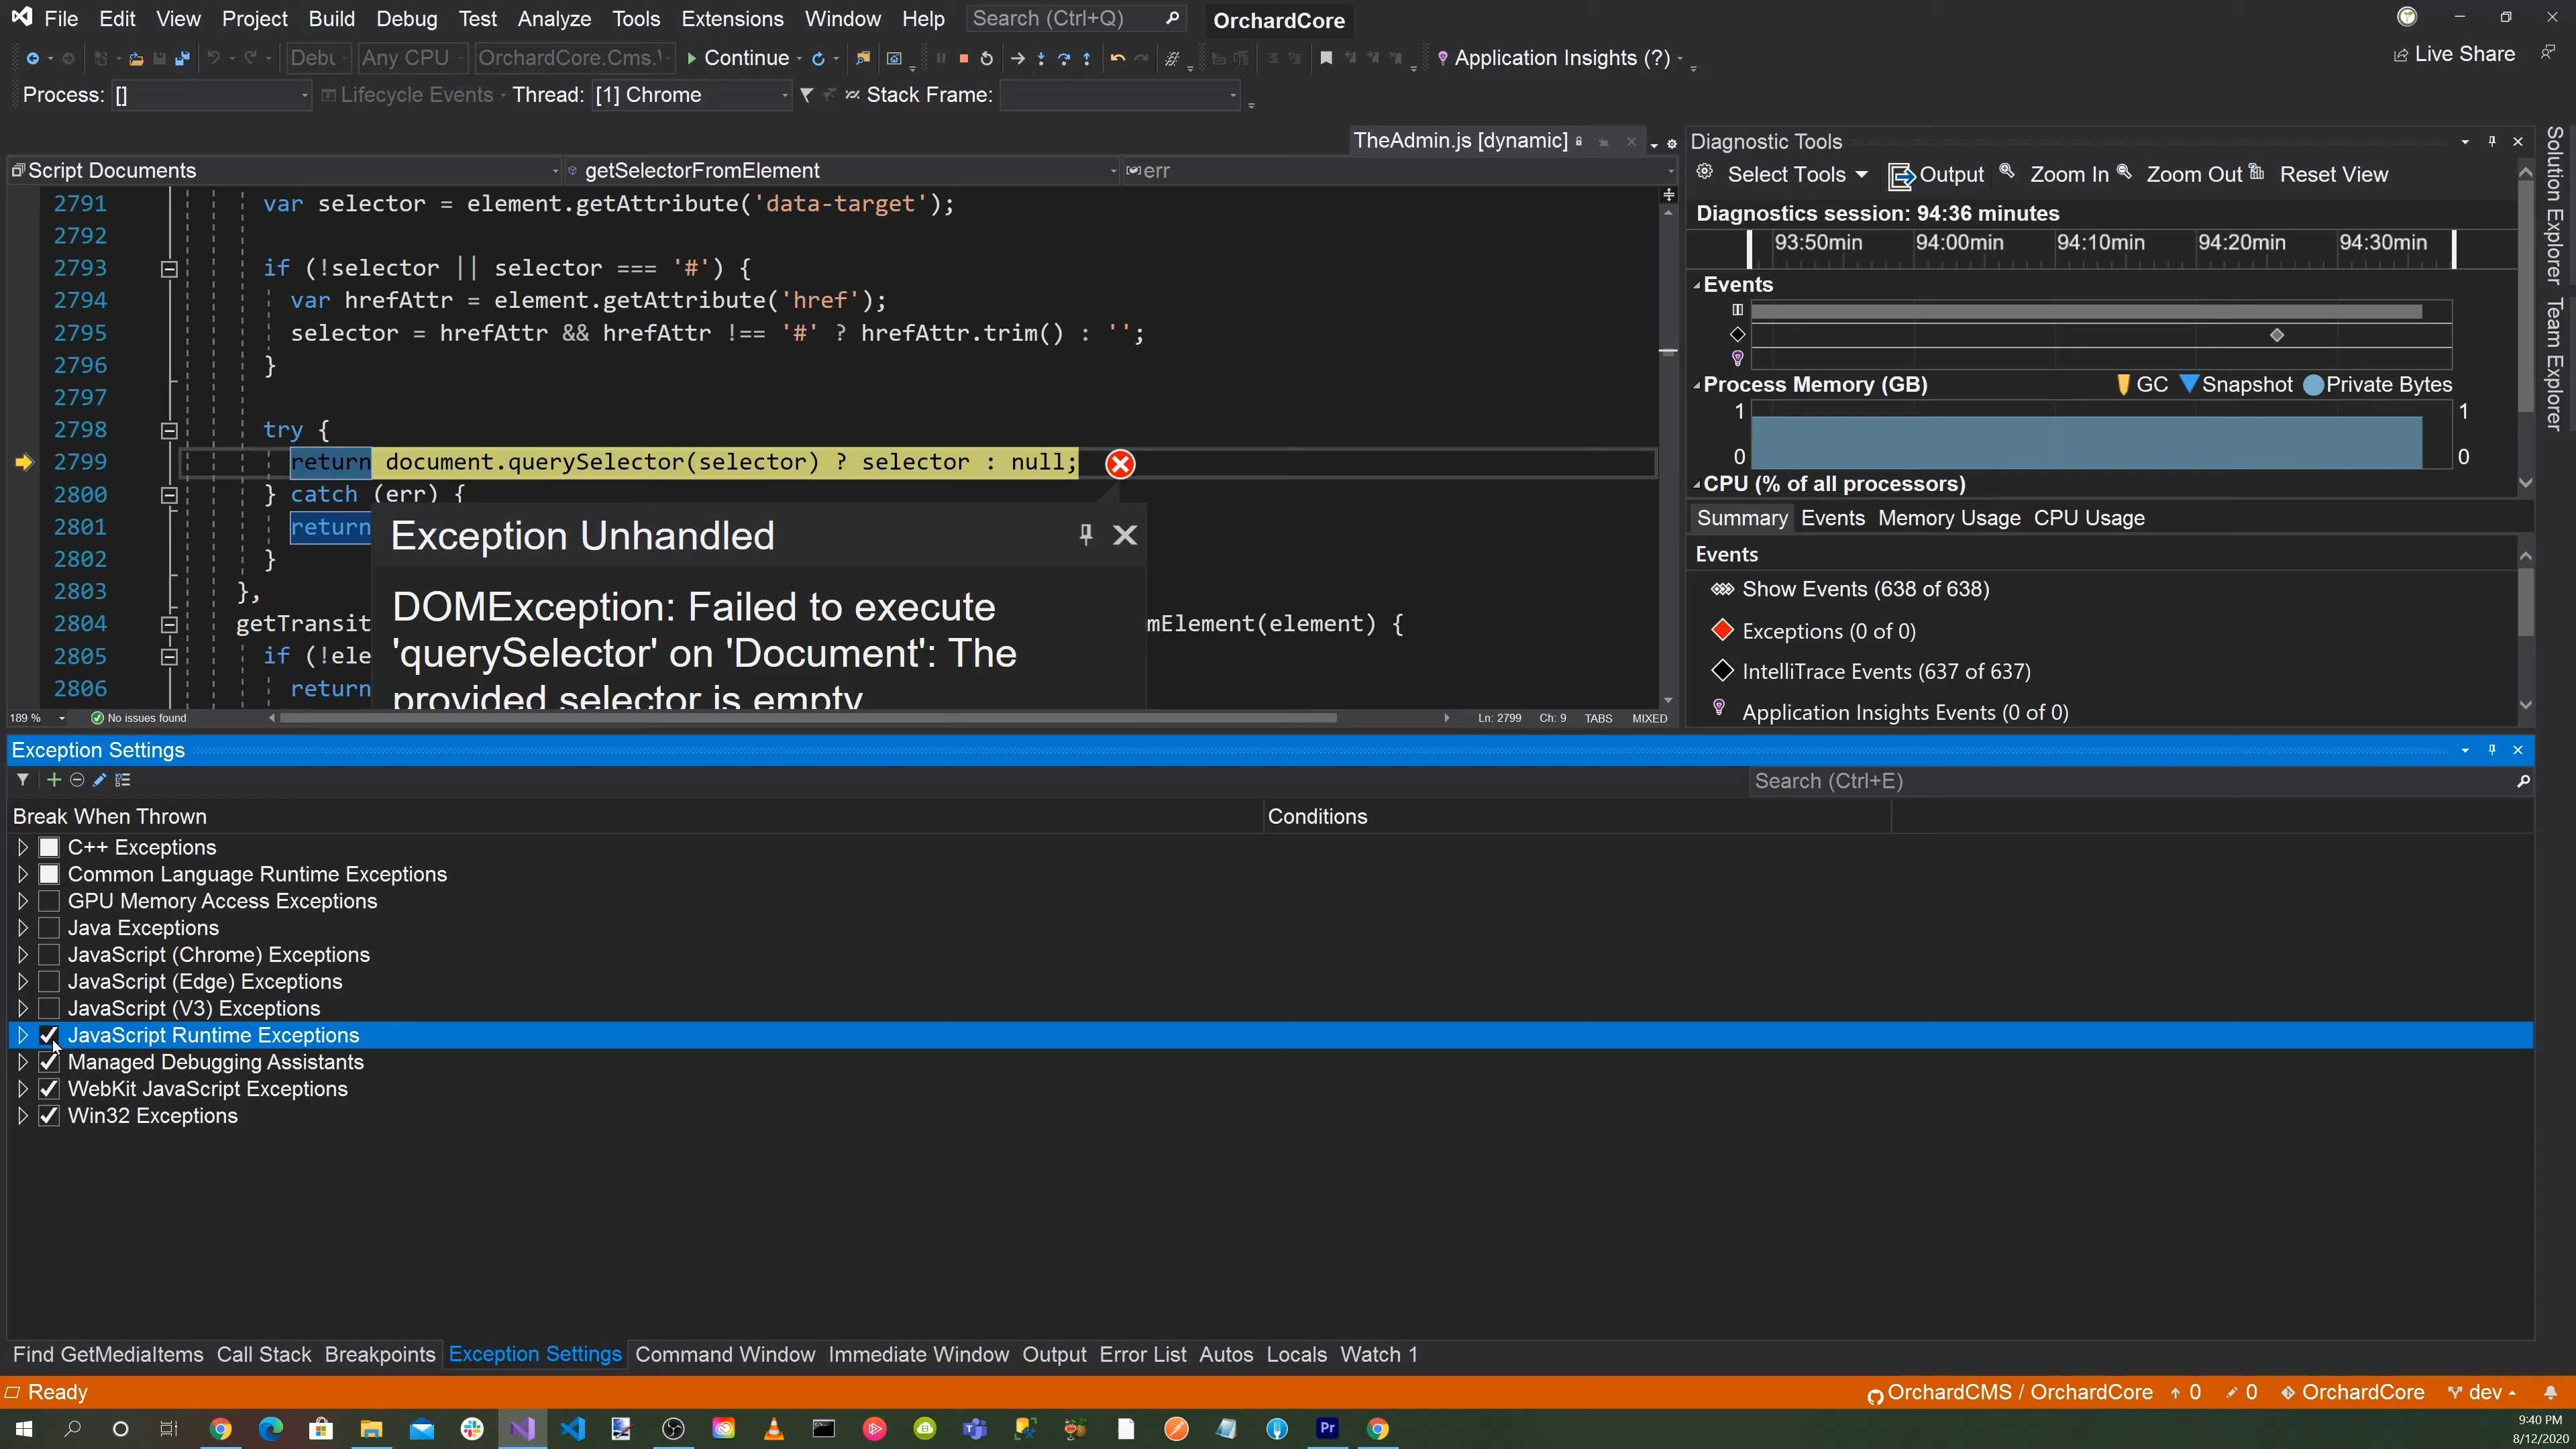 File Edit View Project Build Debug Test Analyze Tools Extensions Window Help Search (Ctrl+Q) OrchardCore
Any CPU OrchardCore.Cms. Continue Application Insights (?) Live Share
Process: [] Lifecycle Events Thread: [1] Chrome Stack Frame:
TheAdmin.js [dynamic]
Script Documents getSelectorFromElement err
2791 var selector = element.getAttribute('data-target');
2792
2793 if (!selector || selector === '#') {
2794 var hrefAttr = element.getAttribute('href');
2795 selector = hrefAttr && hrefAttr !== '#' ? hrefAttr.trim() : '';
2796 }
2797
2798 try {
2799 return document.querySelector(selector) ? selector : null;
2800 } catch (err) {
2801 return
2802 }
2803 },
2804 getTransit mElement(element) {
2805 if (!ele
2806 return
Exception Unhandled
DOMException: Failed to execute
'querySelector' on 'Document': The
provided selector is empty
189 % No issues found Ln: 2799 Ch: 9 TABS MIXED
Diagnostic Tools
Select Tools Output Zoom In Zoom Out Reset View
Diagnostics session: 94:36 minutes
93:50min 94:00min 94:10min 94:20min 94:30min
Events
Process Memory (GB) GC Snapshot Private Bytes
1 1
0 0
CPU (% of all processors)
Summary Events Memory Usage CPU Usage
Events
Show Events (638 of 638)
Exceptions (0 of 0)
IntelliTrace Events (637 of 637)
Application Insights Events (0 of 0)
Solution Explorer
Team Explorer
Exception Settings
Search (Ctrl+E)
Break When Thrown Conditions
C++ Exceptions
Common Language Runtime Exceptions
GPU Memory Access Exceptions
Java Exceptions
JavaScript (Chrome) Exceptions
JavaScript (Edge) Exceptions
JavaScript (V3) Exceptions
JavaScript Runtime Exceptions
Managed Debugging Assistants
WebKit JavaScript Exceptions
Win32 Exceptions
Find GetMediaItems Call Stack Breakpoints Exception Settings Command Window Immediate Window Output Error List Autos Locals Watch 1
Ready OrchardCMS / OrchardCore 0 0 OrchardCore dev
Pr
9:40 PM
8/12/2020